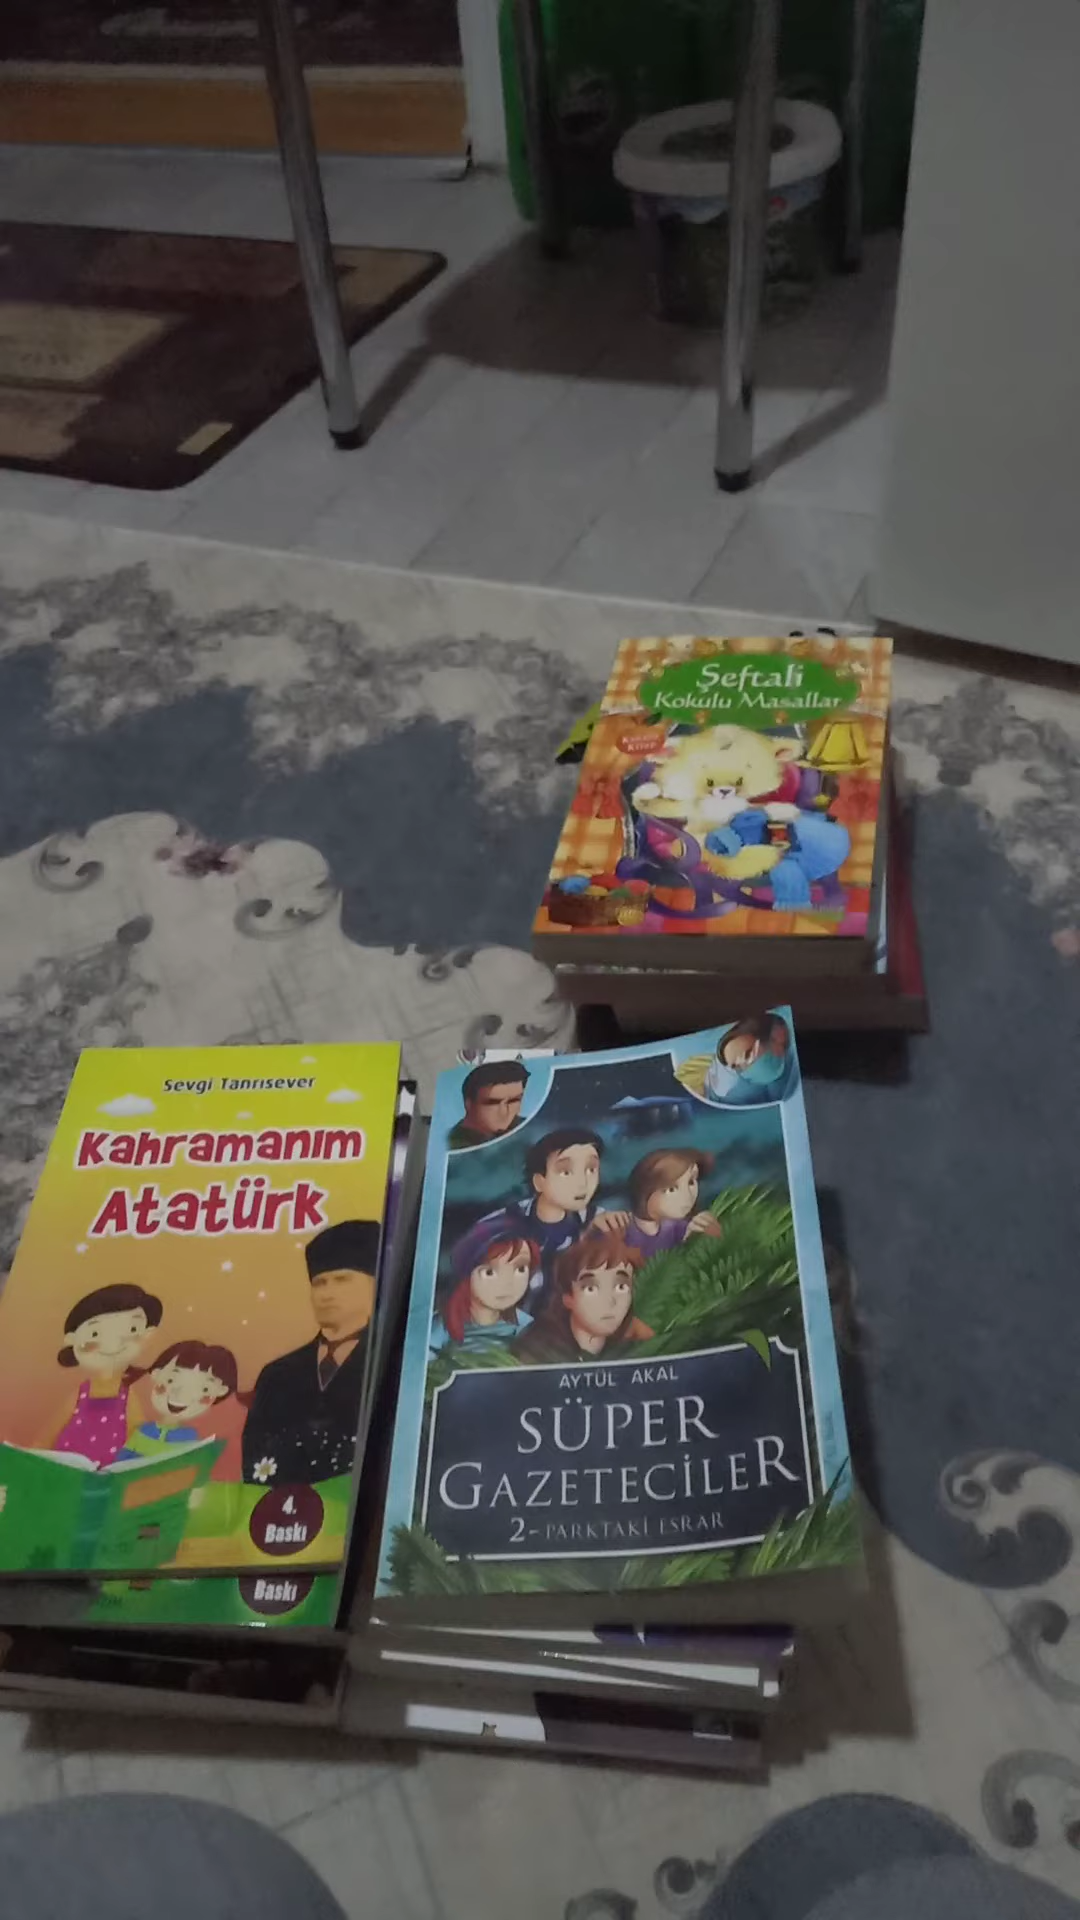 Şeftali
Kokulu Masallar
Sevgi Tanrısever
Kahramanım
Atatürk
4.
Baskı
Baskı
AYTÜL AKAL
SÜPER
GAZETECİLER
2-PARKTAKİ ESRAR